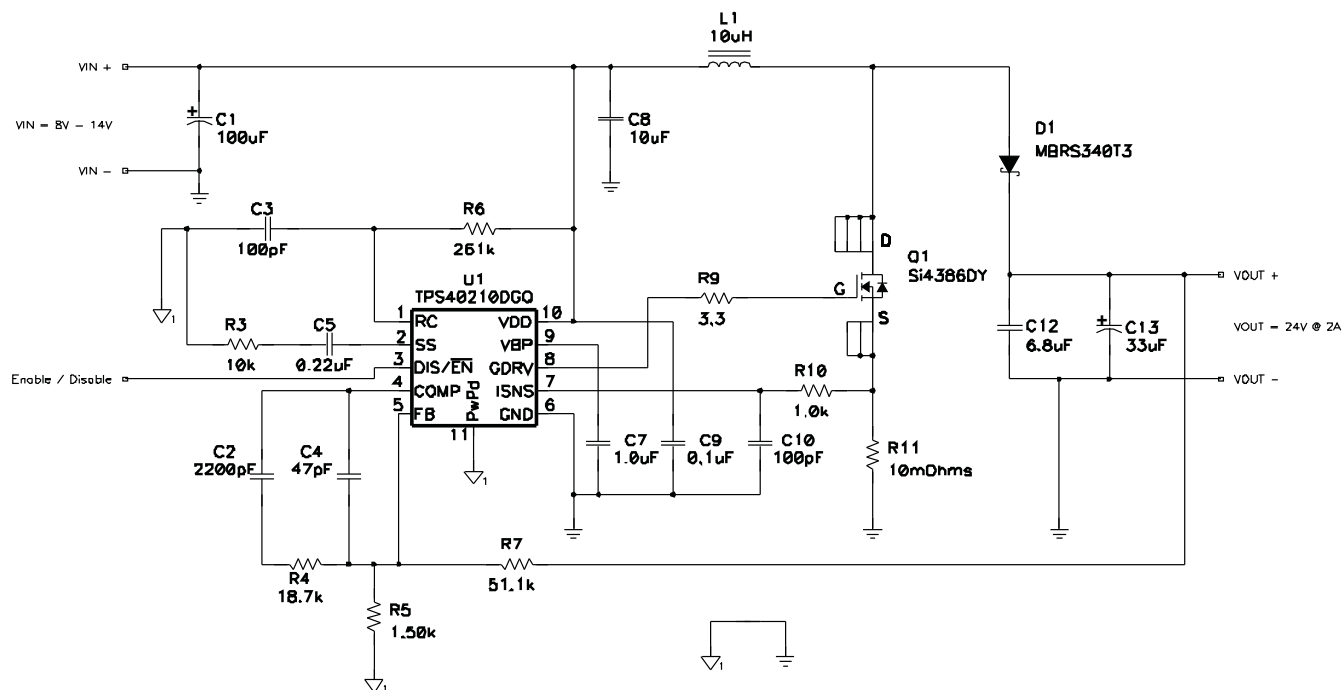 L1
10uH
VIN +
VIN = 8V - 14V
C1
100uF
VIN -
C8
10uF
D1
MBRS340T3
C3
100pF
R6
261k
D
Q1
Si4386DY
G
S
U1
TPS40210DGQ
R9
3.3
VOUT +
VOUT = 24V @ 2A
VOUT -
C12
6.8uF
C13
33uF
1
1 RC
2 SS
3 DIS/EN
4 COMP
5 FB
VDD 10
VBP 9
GDRV 8
ISNS 7
GND 6
PwPd
11
1
R3
10k
C5
0.22uF
Enable / Disable
R10
1.0k
C2
2200pF
C4
47pF
C7
1.0uF
C9
0.1uF
C10
100pF
R11
10mOhms
R4
18.7k
R7
51.1k
R5
1.50k
1
1